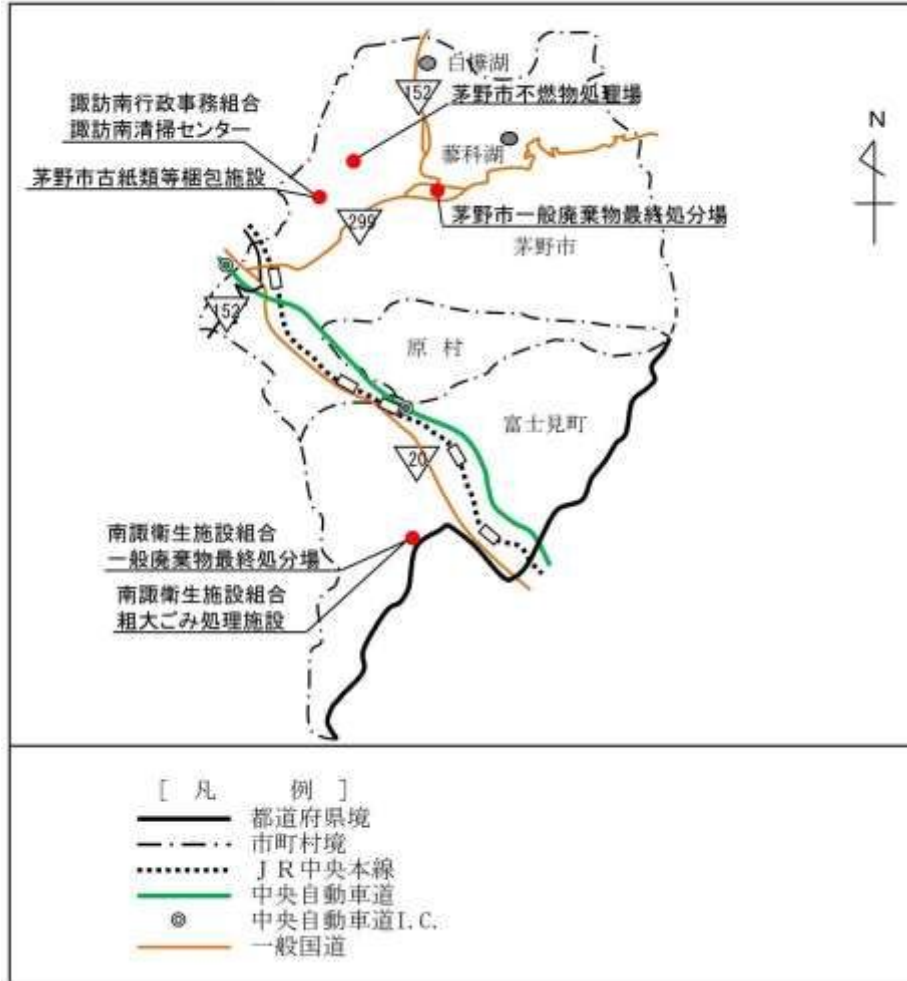 白樺湖
152
諏訪南行政事務組合
諏訪南清掃センター
茅野市不燃物処理場
N
蓼科湖
茅野市古紙類等梱包施設
茅野市一般廃棄物最終処分場
299
茅野市
152
原 村
富士見町
20
南諏衛生施設組合
一般廃棄物最終処分場
南諏衛生施設組合
粗大ごみ処理施設
[ 凡 例 ]
都道府県境
市町村境
ＪＲ中央本線
中央自動車道
中央自動車道I.C.
一般国道